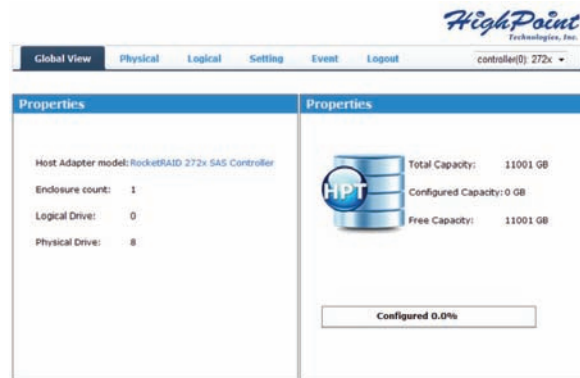 HighPoint
Technologies, Inc.
Global View Physical Logical Setting Event Logout controller(0): 272x
Properties
Host Adapter model: RocketRAID 272x SAS Controller
Enclosure count: 1
Logical Drive: 0
Physical Drive: 8
Properties
HPT
Total Capacity: 11001 GB
Configured Capacity: 0 GB
Free Capacity: 11001 GB
Configured 0.0%